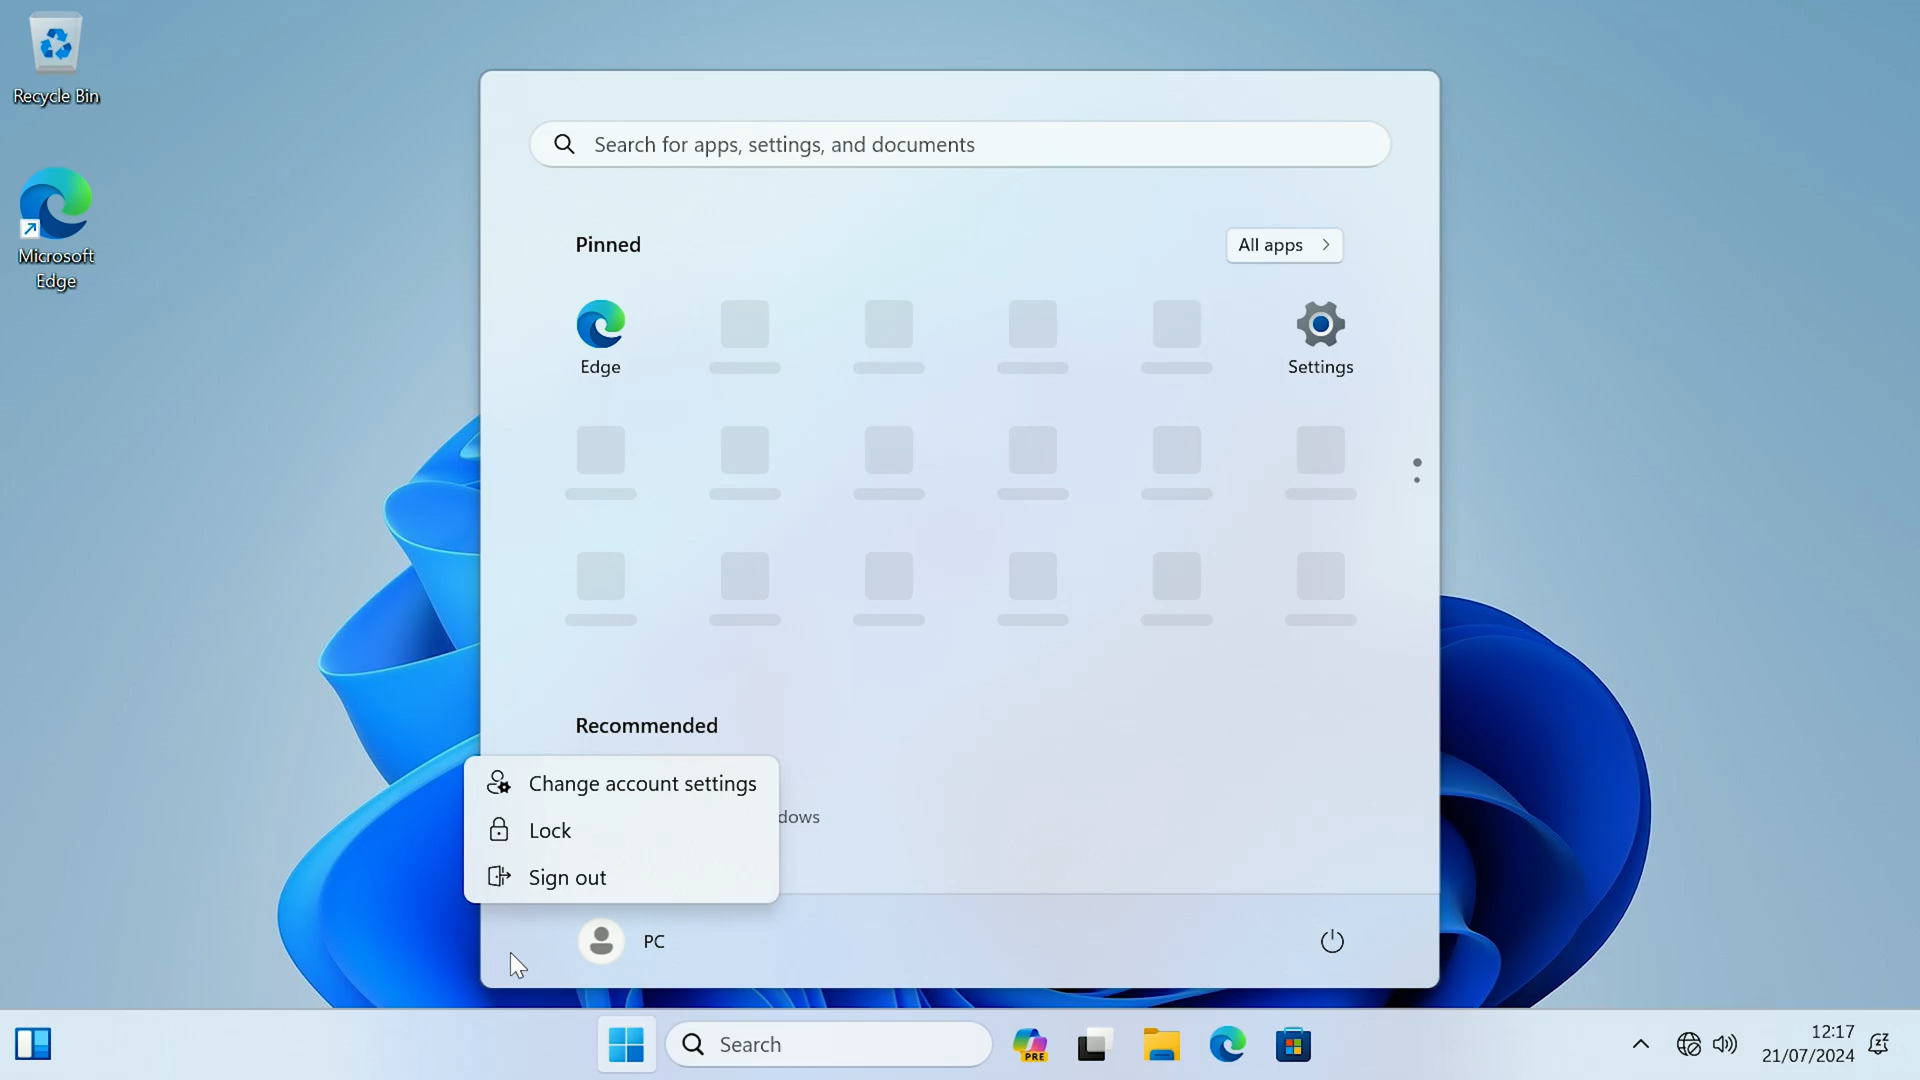 Recycle Bin
Microsoft
Edge
Search for apps, settings, and documents
Pinned
All apps
Edge
Settings
Recommended
Change account settings
Lock
Sign out
PC
Search
PRE
12:17
21/07/2024